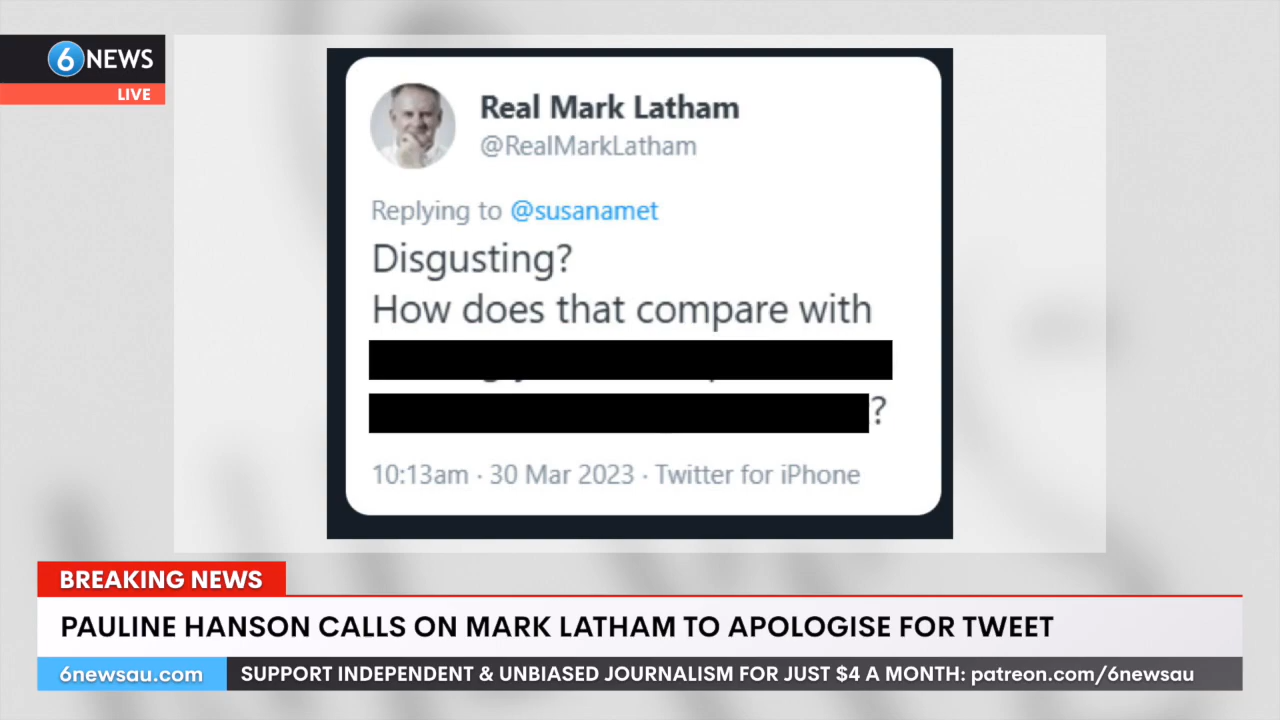 6 NEWS
LIVE
Real Mark Latham
@RealMarkLatham
Replying to @susanamet
Disgusting?
How does that compare with
?
10:13am · 30 Mar 2023 · Twitter for iPhone
BREAKING NEWS
PAULINE HANSON CALLS ON MARK LATHAM TO APOLOGISE FOR TWEET
6newsau.com SUPPORT INDEPENDENT & UNBIASED JOURNALISM FOR JUST $4 A MONTH: patreon.com/6newsau